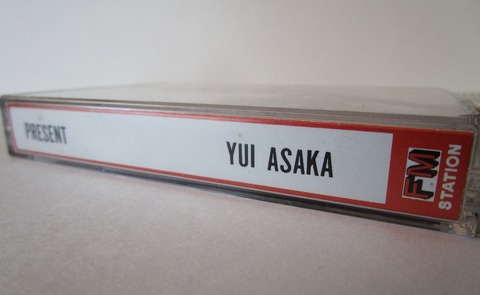 PRESENT
YUI ASAKA
FM
STATION